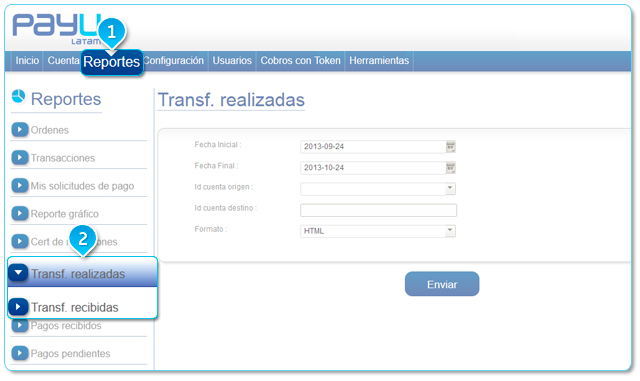 PayU
LATAM
1
Inicio Cuenta Reportes Configuración Usuarios Cobros con Token Herramientas
Reportes
Ordenes
Transacciones
Mis solicitudes de pago
Reporte gráfico
Cert de
2
Transf. realizadas
Transf. recibidas
Pagos recibidos
Pagos pendientes
Transf. realizadas
Fecha Inicial : 2013-09-24
Fecha Final : 2013-10-24
Id cuenta origen :
Id cuenta destino :
Formato : HTML
Enviar